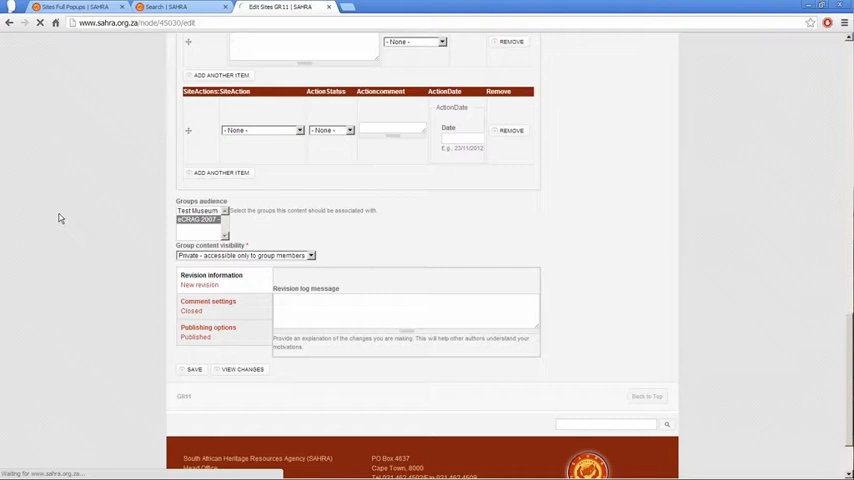 Sites Full Popups | SAHRA
Search | SAHRA
Edit Sites GR11 | SAHRA
www.sahra.org.za/node/45030/edit
- None -
REMOVE
ADD ANOTHER ITEM
SiteActions:SiteAction ActionStatus Actioncomment ActionDate Remove
ActionDate
- None - - None - Date REMOVE
E.g., 23/11/2012
ADD ANOTHER ITEM
Groups audience
Test Museum Select the groups this content should be associated with.
eCRAG 2007 -
Group content visibility *
Private - accessible only to group members
Revision information
New revision
Revision log message
Comment settings
Closed
Publishing options
Published
Provide an explanation of the changes you are making. This will help other authors understand your
motivations.
SAVE VIEW CHANGES
GR11 Back to Top
South African Heritage Resources Agency (SAHRA) PO Box 4637
Head Office Cape Town, 8000
Waiting for www.sahra.org.za...